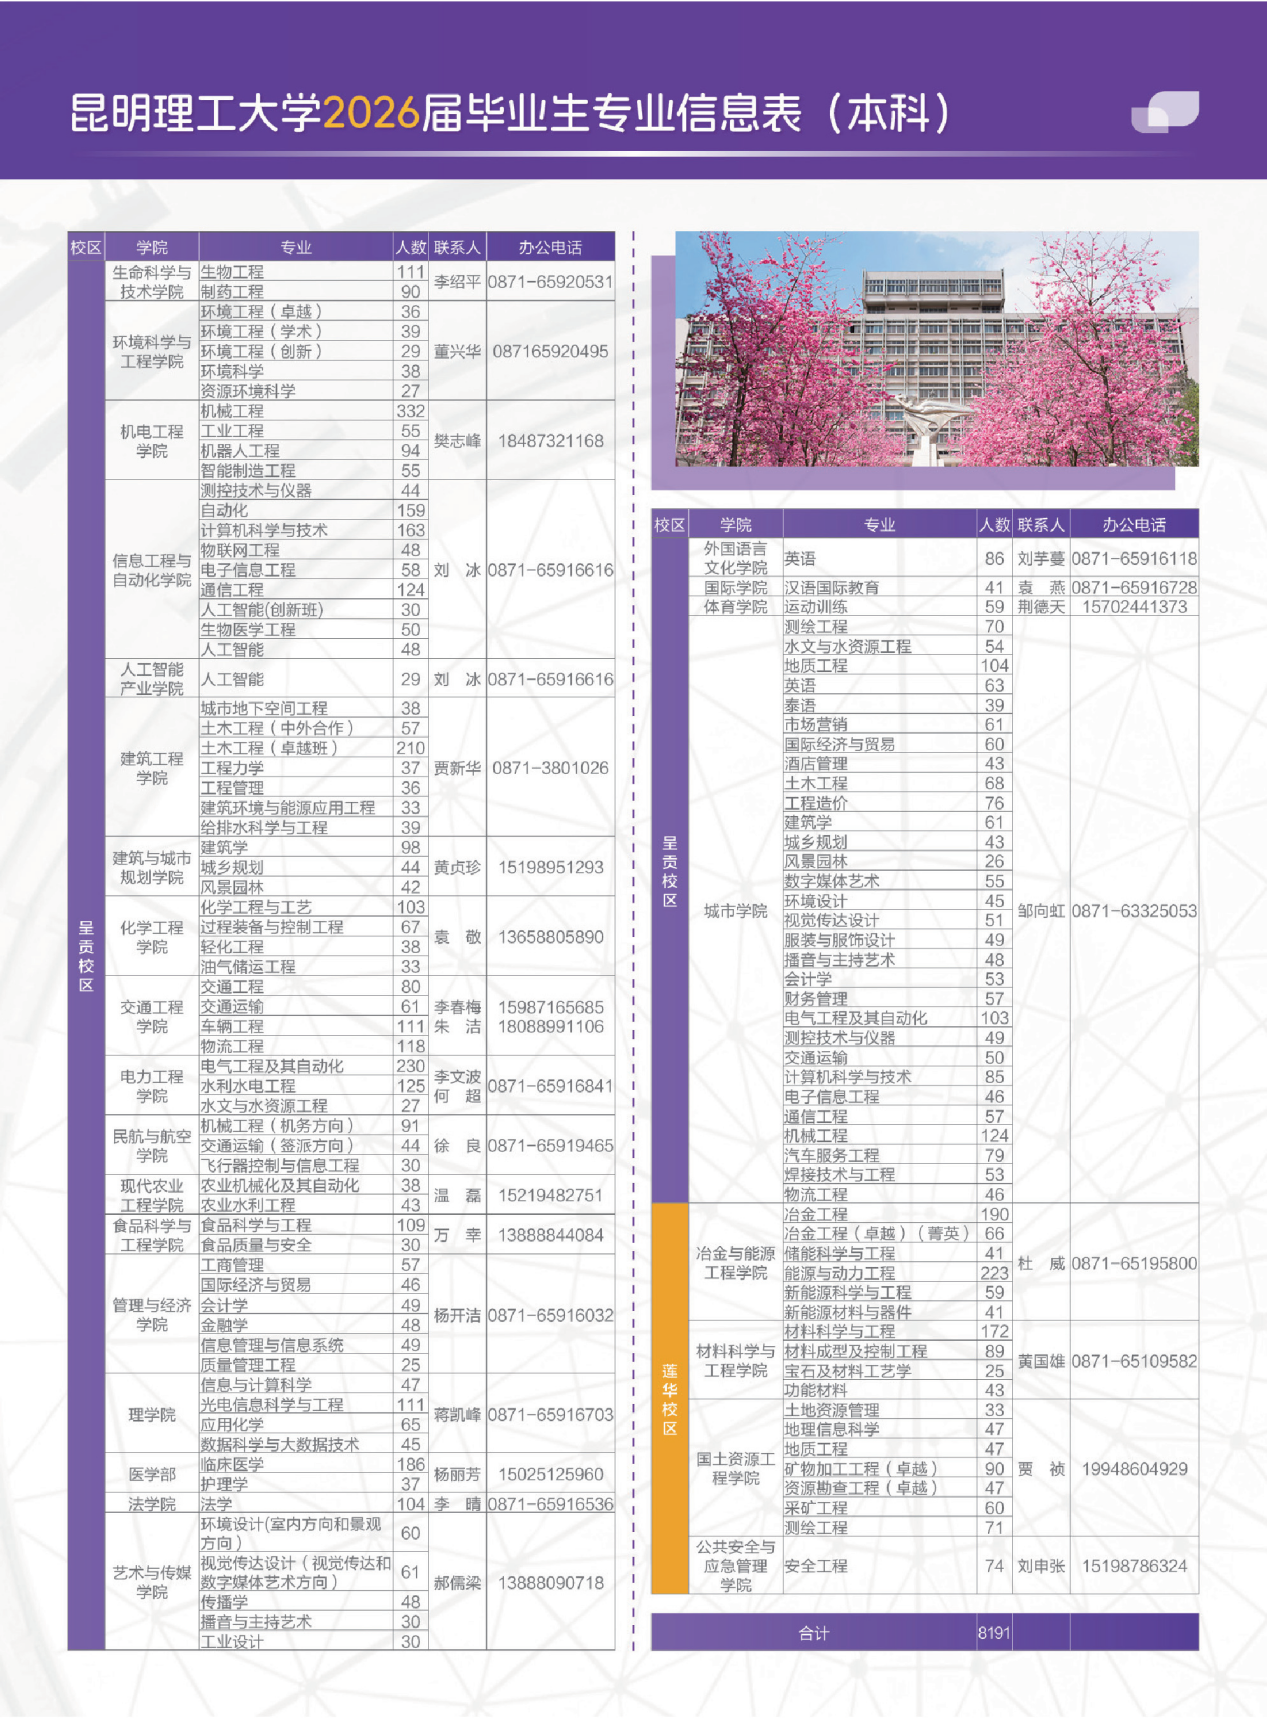 昆明理工大学2026届毕业生专业信息表（本科）
校区 学院 专业 人数 联系人 办公电话
呈贡校区
生命科学与技术学院 李绍平 0871-65920531
生物工程 111
制药工程 90
环境科学与工程学院 董兴华 087165920495
环境工程（卓越） 36
环境工程（学术） 39
环境工程（创新） 29
环境科学 38
资源环境科学 27
机电工程学院 樊志峰 18487321168
机械工程 332
工业工程 55
机器人工程 94
智能制造工程 55
信息工程与自动化学院 刘 冰 0871-65916616
测控技术与仪器 44
自动化 159
计算机科学与技术 163
物联网工程 48
电子信息工程 58
通信工程 124
人工智能(创新班) 30
生物医学工程 50
人工智能 48
人工智能产业学院 人工智能 29 刘 冰 0871-65916616
建筑工程学院 贾新华 0871-3801026
城市地下空间工程 38
土木工程（中外合作） 57
土木工程（卓越班） 210
工程力学 37
工程管理 36
建筑环境与能源应用工程 33
给排水科学与工程 39
建筑与城市规划学院 黄贞珍 15198951293
建筑学 98
城乡规划 44
风景园林 42
化学工程学院 袁 敬 13658805890
化学工程与工艺 103
过程装备与控制工程 67
轻化工程 38
油气储运工程 33
交通工程学院 李春梅 15987165685
朱 洁 18088991106
交通工程 80
交通运输 61
车辆工程 111
物流工程 118
电力工程学院 李文波 何 超 0871-65916841
电气工程及其自动化 230
水利水电工程 125
水文与水资源工程 27
民航与航空学院 徐 良 0871-65919465
机械工程（机务方向） 91
交通运输（签派方向） 44
飞行器控制与信息工程 30
现代农业工程学院 温 磊 15219482751
农业机械化及其自动化 38
农业水利工程 43
食品科学与工程学院 万 幸 13888844084
食品科学与工程 109
食品质量与安全 30
管理与经济学院 杨开洁 0871-65916032
工商管理 57
国际经济与贸易 46
会计学 49
金融学 48
信息管理与信息系统 49
质量管理工程 25
理学院 蒋凯峰 0871-65916703
信息与计算科学 47
光电信息科学与工程 111
应用化学 65
数据科学与大数据技术 45
医学部 杨丽芳 15025125960
临床医学 186
护理学 37
法学院 法学 104 李 晴 0871-65916536
艺术与传媒学院 郝儒梁 13888090718
环境设计(室内方向和景观方向） 60
视觉传达设计（视觉传达和数字媒体艺术方向） 61
传播学 48
播音与主持艺术 30
工业设计 30
校区 学院 专业 人数 联系人 办公电话
呈贡校区
外国语言文化学院 英语 86 刘芋蔓 0871-65916118
国际学院 汉语国际教育 41 袁 燕 0871-65916728
体育学院 运动训练 59 荆德天 15702441373
城市学院 邹向虹 0871-63325053
测绘工程 70
水文与水资源工程 54
地质工程 104
英语 63
泰语 39
市场营销 61
国际经济与贸易 60
酒店管理 43
土木工程 68
工程造价 76
建筑学 61
城乡规划 43
风景园林 26
数字媒体艺术 55
环境设计 45
视觉传达设计 51
服装与服饰设计 49
播音与主持艺术 48
会计学 53
财务管理 57
电气工程及其自动化 103
测控技术与仪器 49
交通运输 50
计算机科学与技术 85
电子信息工程 46
通信工程 57
机械工程 124
汽车服务工程 79
焊接技术与工程 53
物流工程 46
莲华校区
冶金与能源工程学院 杜 威 0871-65195800
冶金工程 190
冶金工程（卓越）（菁英） 66
储能科学与工程 41
能源与动力工程 223
新能源科学与工程 59
新能源材料与器件 41
材料科学与工程学院 黄国雄 0871-65109582
材料科学与工程 172
材料成型及控制工程 89
宝石及材料工艺学 25
功能材料 43
国土资源工程学院 贾 祯 19948604929
土地资源管理 33
地理信息科学 47
地质工程 47
矿物加工工程（卓越） 90
资源勘查工程（卓越） 47
采矿工程 60
测绘工程 71
公共安全与应急管理学院 安全工程 74 刘申张 15198786324
合计 8191